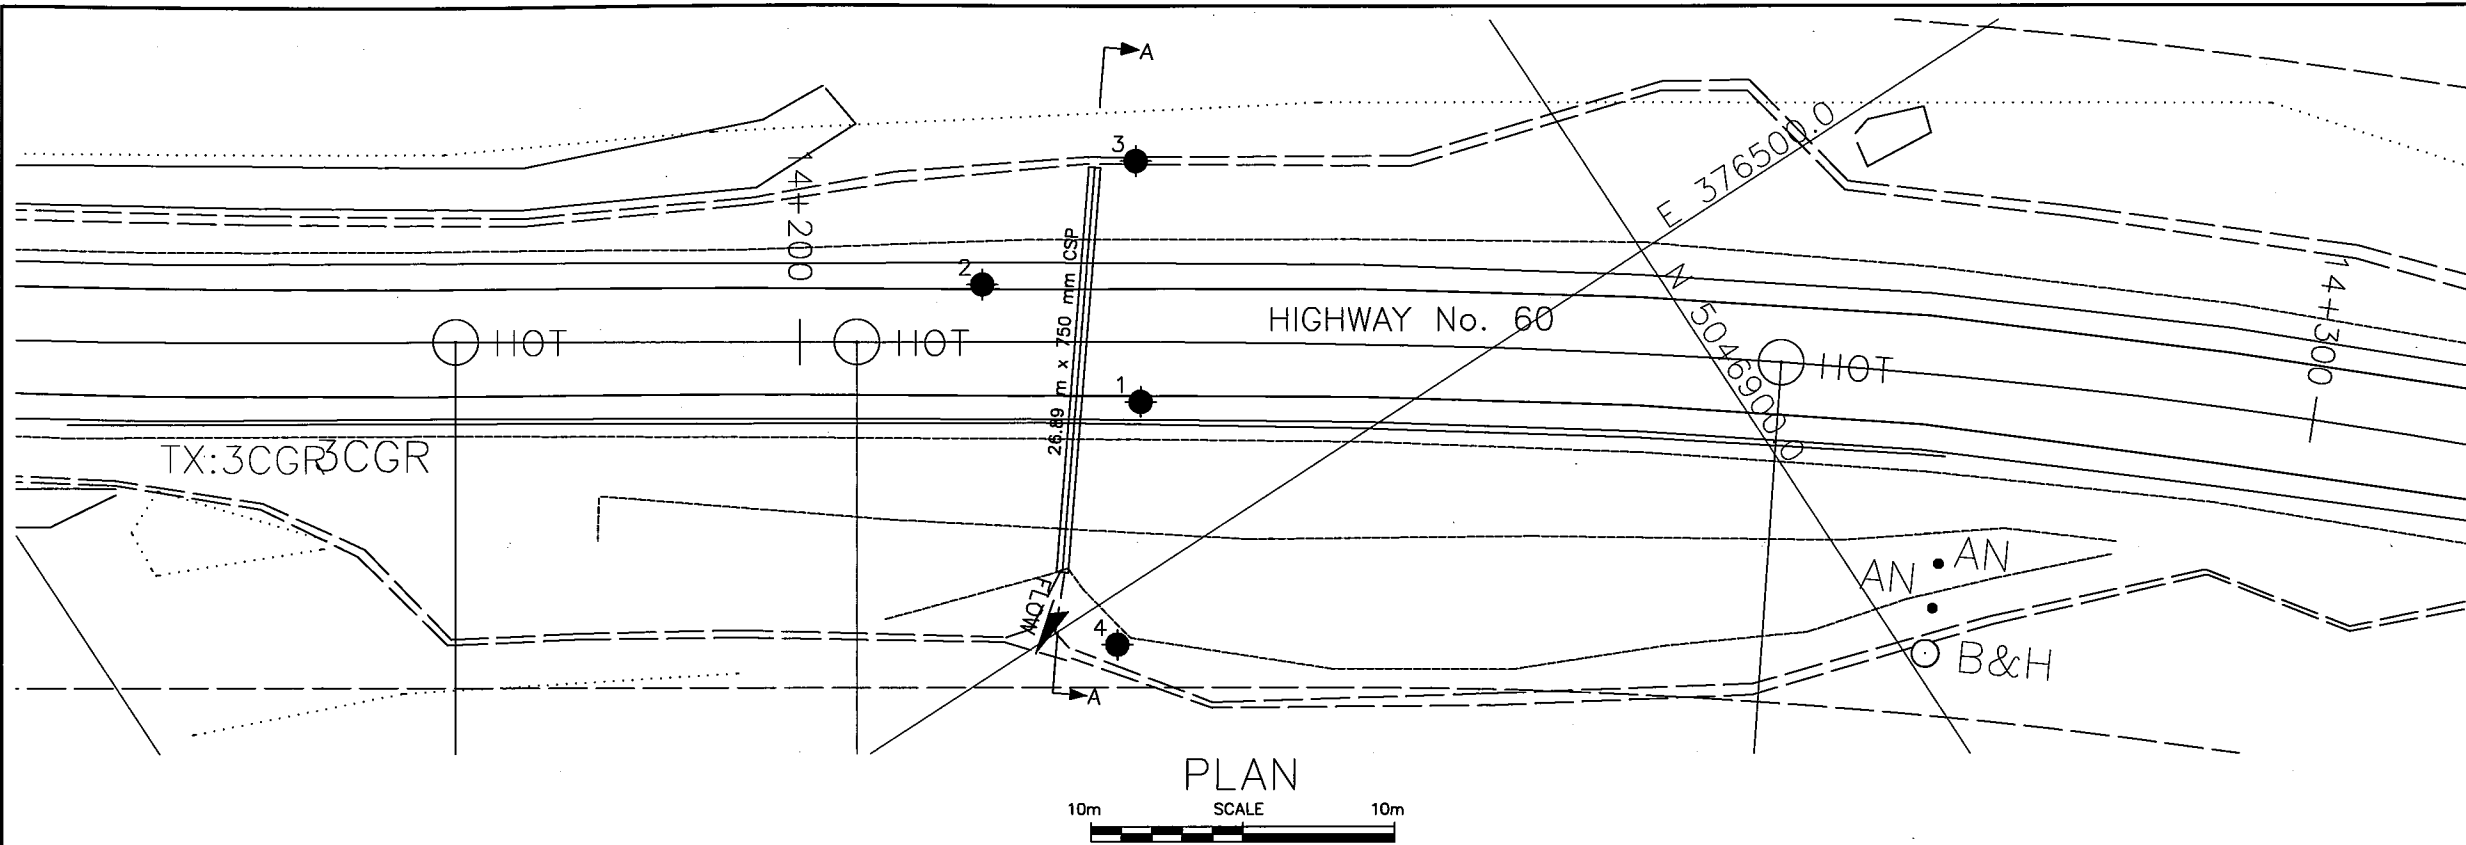 A
3
14+200
E 376500.0
2
26.89 m x 750 mm CSP
HIGHWAY No. 60
N 5046900.0
14+300
HOT
HOT
HOT
1
TX:3CGR
3CGR
FLOW
4
AN
AN
B&H
A
PLAN
10m
SCALE
10m